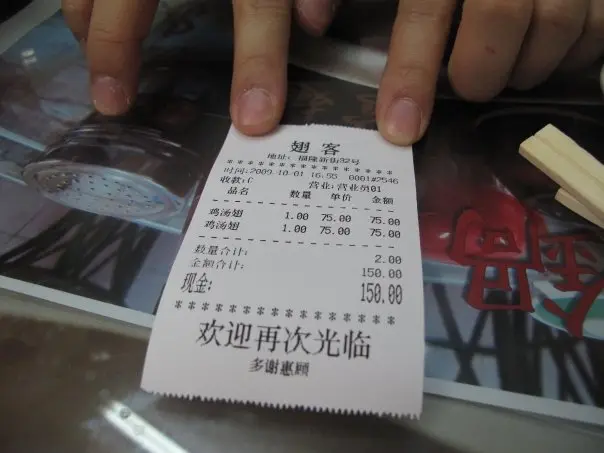 翅客
地址: 福隆新街32号
* * * * * * * * * * * * * * * * * *
时间:2009-10-01 16:55 0001#2546
收款:C 营业:营业员01
品名 数量 单价 金额
- - - - - - - - - - - - - - - - - -
鸡汤翅 1.00 75.00 75.00
鸡汤翅 1.00 75.00 75.00
- - - - - - - - - - - - - - - - - -
数量合计: 2.00
金额合计: 150.00
现金: 150.00
* * * * * * * * * * * * * * * * * *
欢迎再次光临
多谢惠顾